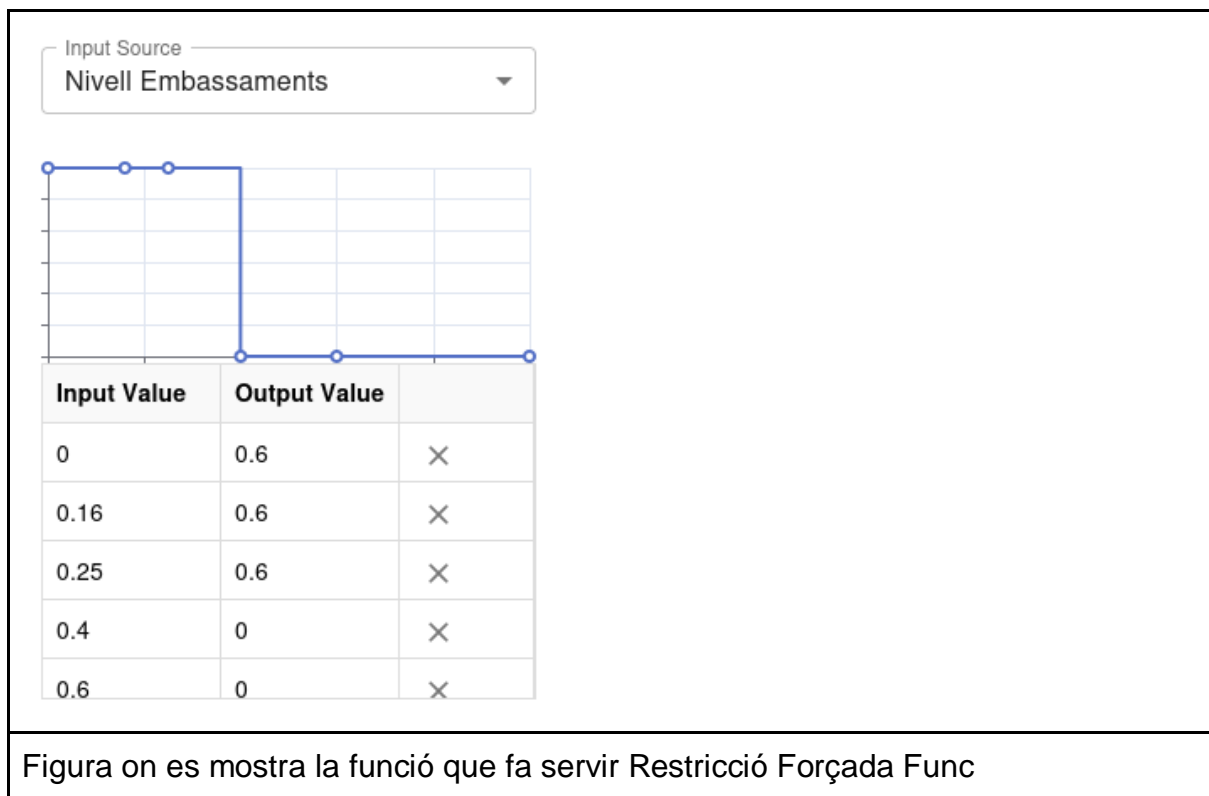 Input Source
Nivell Embassaments
Input Value Output Value
0 0.6
0.16 0.6
0.25 0.6
0.4 0
0.6 0
Figura on es mostra la funció que fa servir Restricció Forçada Func